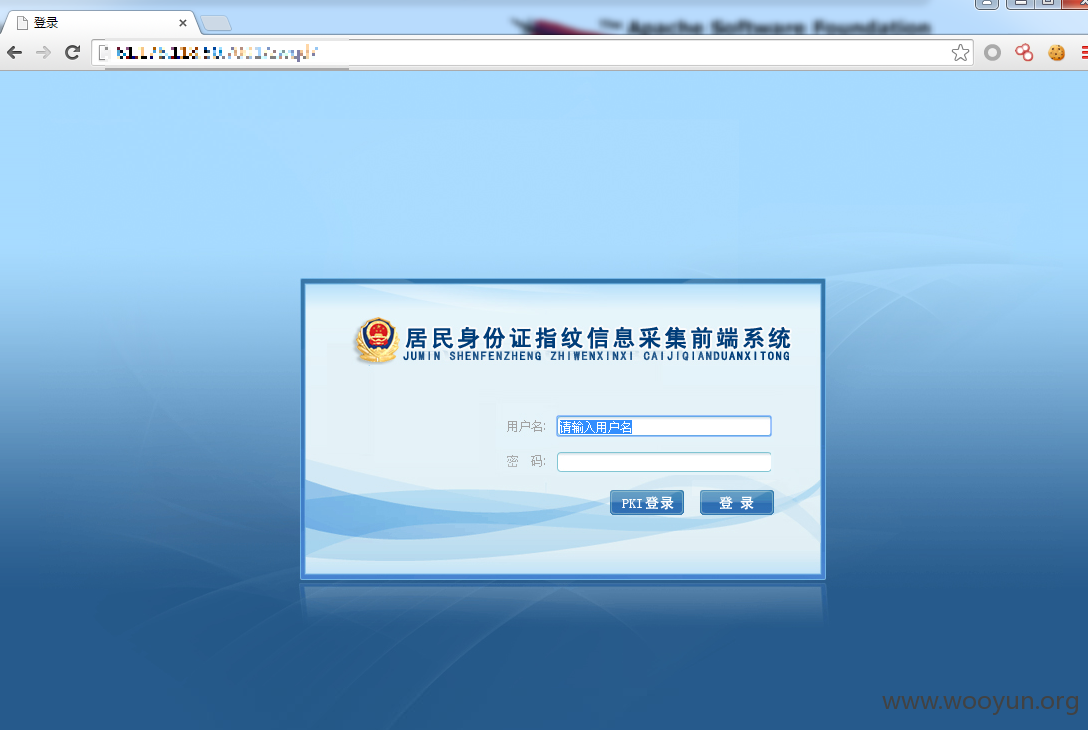 登录
™ Apache Software Foundation
居民身份证指纹信息采集前端系统
JUMIN SHENFENZHENG ZHIWENXINXI CAIJIQIANDUANXITONG
用户名: 请输入用户名
密 码:
PKI登录 登 录
www.wooyun.org